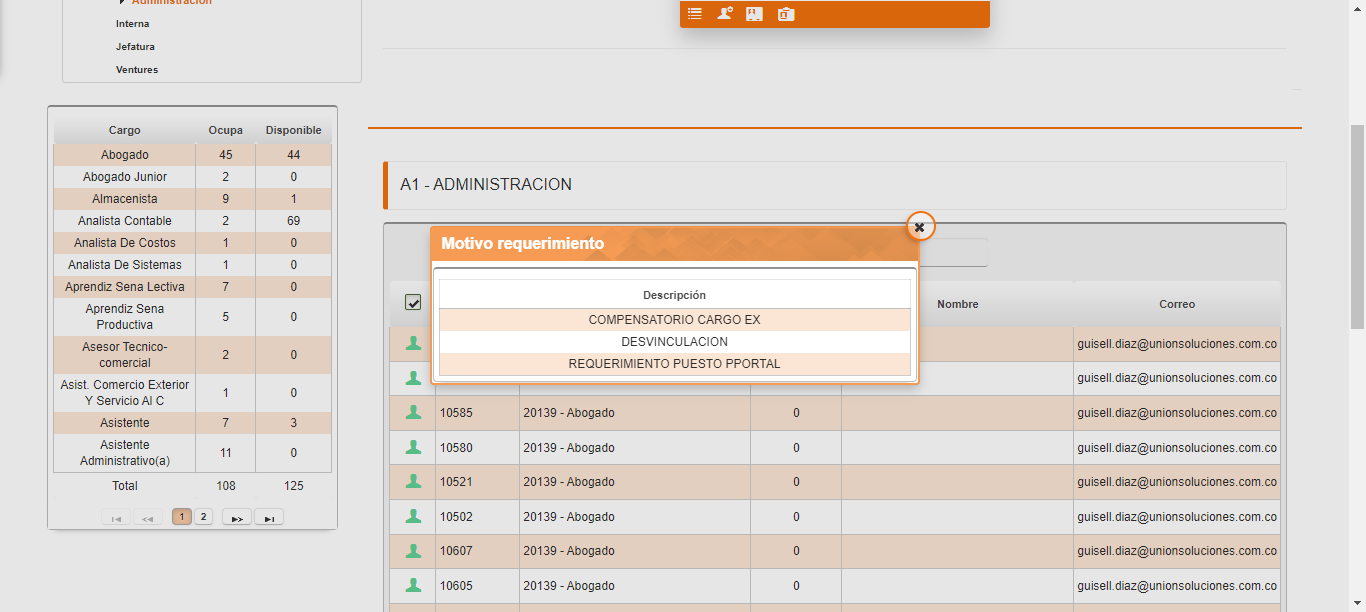 Administración
Interna
Jefatura
Ventures
Cargo Ocupa Disponible
Abogado 45 44
Abogado Junior 2 0
Almacenista 9 1
Analista Contable 2 69
Analista De Costos 1 0
Analista De Sistemas 1 0
Aprendiz Sena Lectiva 7 0
Aprendiz Sena
Productiva 5 0
Asesor Tecnico-
comercial 2 0
Asist. Comercio Exterior
Y Servicio Al C 1 0
Asistente 7 3
Asistente
Administrativo(a) 11 0
Total 108 125
1 2
A1 - ADMINISTRACION
Motivo requerimiento
Descripción
COMPENSATORIO CARGO EX
DESVINCULACION
REQUERIMIENTO PUESTO PPORTAL
Nombre Correo
guisell.diaz@unionsoluciones.com.co
guisell.diaz@unionsoluciones.com.co
10585 20139 - Abogado 0 guisell.diaz@unionsoluciones.com.co
10580 20139 - Abogado 0 guisell.diaz@unionsoluciones.com.co
10521 20139 - Abogado 0 guisell.diaz@unionsoluciones.com.co
10502 20139 - Abogado 0 guisell.diaz@unionsoluciones.com.co
10607 20139 - Abogado 0 guisell.diaz@unionsoluciones.com.co
10605 20139 - Abogado 0 guisell.diaz@unionsoluciones.com.co